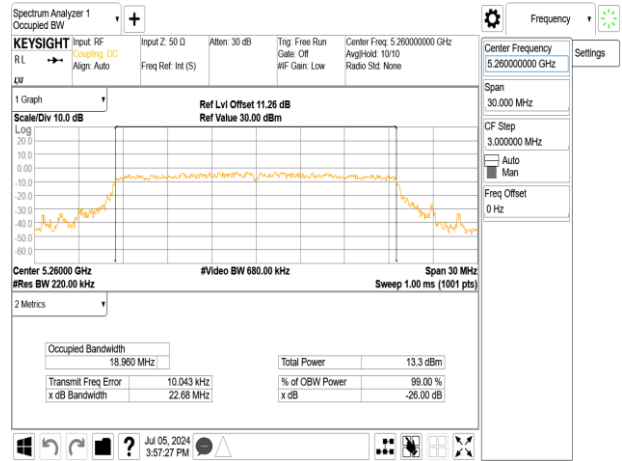 Spectrum Analyzer 1
Occupied BW
Frequency
KEYSIGHT
RL
LXI
Input: RF
Coupling: DC
Align: Auto
Input Z: 50 Ω
Freq Ref: Int (S)
Atten: 30 dB
Trig: Free Run
Gate: Off
#IF Gain: Low
Center Freq: 5.260000000 GHz
Avg|Hold: 10/10
Radio Std: None
Center Frequency
5.260000000 GHz
Settings
Span
30.000 MHz
CF Step
3.000000 MHz
Auto
Man
Freq Offset
0 Hz
1 Graph
Scale/Div 10.0 dB
Ref Lvl Offset 11.26 dB
Ref Value 30.00 dBm
Log
20.0
10.0
0.00
-10.0
-20.0
-30.0
-40.0
-50.0
-60.0
Center 5.26000 GHz
#Video BW 680.00 kHz
Span 30 MHz
#Res BW 220.00 kHz
Sweep 1.00 ms (1001 pts)
2 Metrics
Occupied Bandwidth
18.960 MHz
Total Power 13.3 dBm
Transmit Freq Error 10.043 kHz
% of OBW Power 99.00 %
x dB Bandwidth 22.68 MHz
x dB -26.00 dB
?
Jul 05, 2024
3:57:27 PM